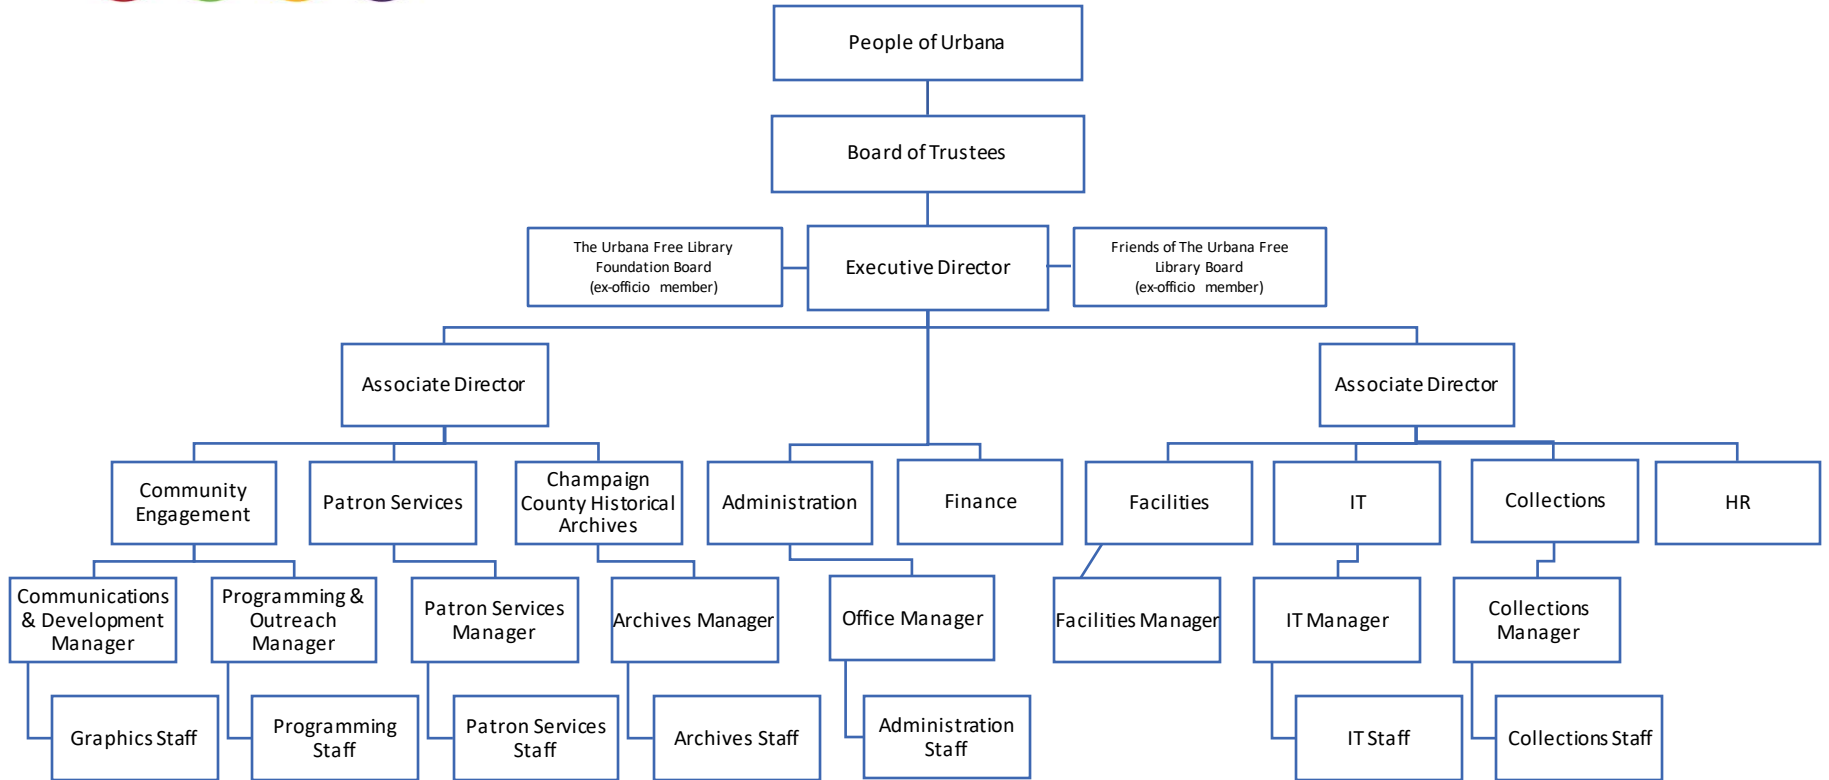 People of Urbana
Board of Trustees
The Urbana Free Library
Foundation Board
(ex-officio member)
Executive Director
Friends of The Urbana Free
Library Board
(ex-officio member)
Associate Director
Associate Director
Community
Engagement
Patron Services
Champaign
County Historical
Archives
Administration
Finance
Facilities
IT
Collections
HR
Communications
& Development
Manager
Programming &
Outreach
Manager
Patron Services
Manager
Archives Manager
Office Manager
Facilities Manager
IT Manager
Collections
Manager
Graphics Staff
Programming
Staff
Patron Services
Staff
Archives Staff
Administration
Staff
IT Staff
Collections Staff